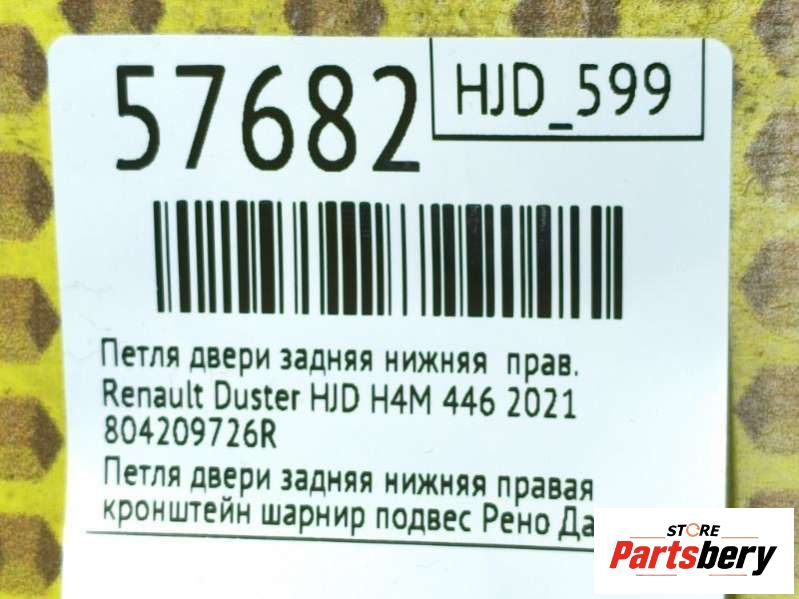 57682
HJD_599
Петля двери задняя нижняя прав.
Renault Duster HJD H4M 446 2021
804209726R
Петля двери задняя нижняя правая
кронштейн шарнир подвес Рено
STORE
Partsbery